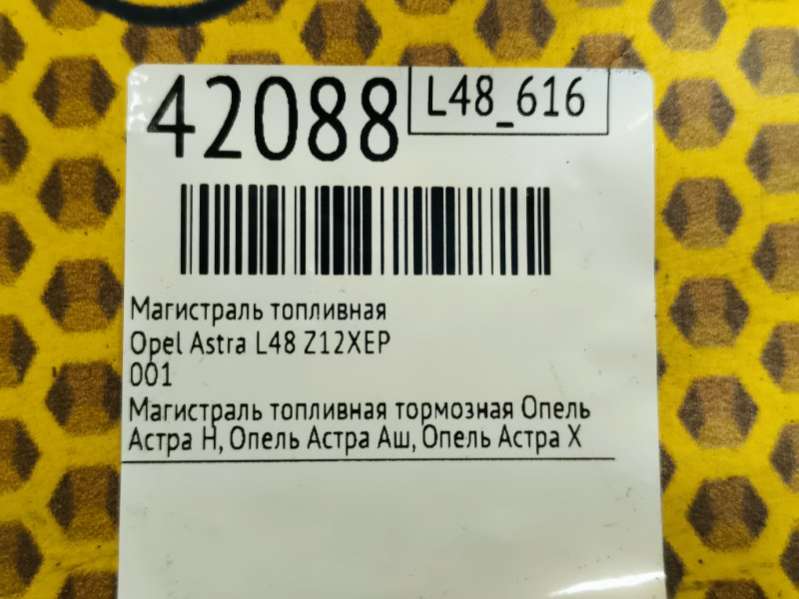 42088
L48_616
Магистраль топливная
Opel Astra L48 Z12XEP
001
Магистраль топливная тормозная Опель
Астра Н, Опель Астра Аш, Опель Астра Х